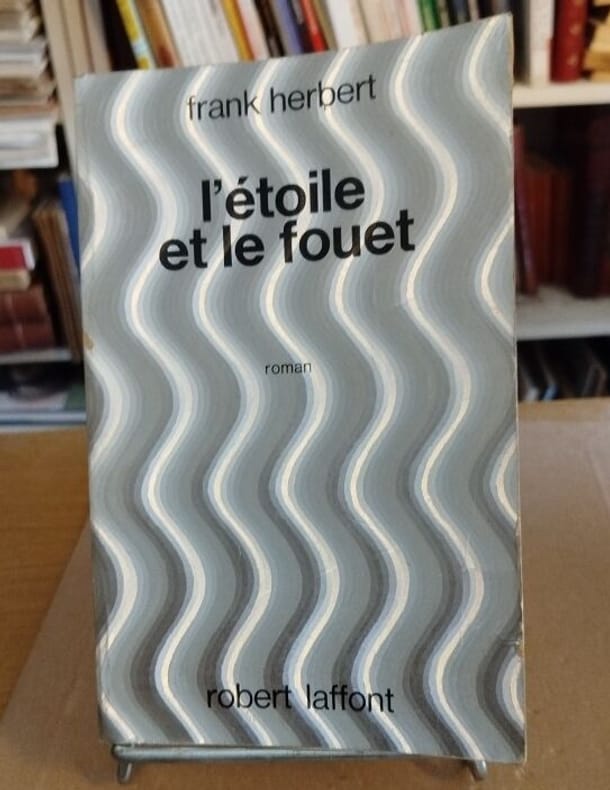 frank herbert
l'étoile
et le fouet
roman
robert laffont